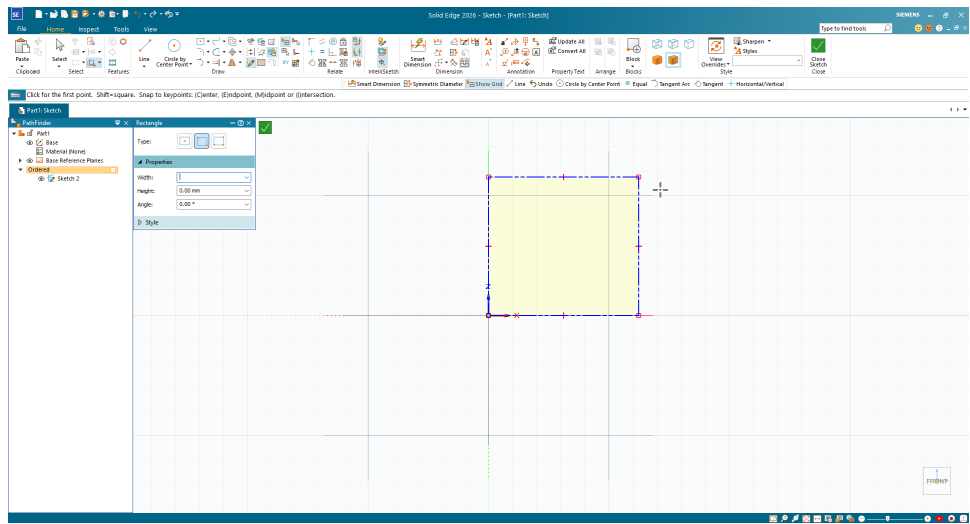 SE
Solid Edge 2026 - Sketch - [Part1: Sketch]
SIEMENS
File Home Inspect Tools View
Type to find tools
Paste
Clipboard
Select
Select
Features
Line
Circle by
Center Point
Draw
Relate
IntelliSketch
Smart
Dimension
Dimension
Annotation
Update All
Convert All
Property Text
Arrange
Block
Blocks
View
Overrides
Sharpen
Styles
Style
Close
Sketch
Close
Smart Dimension Symmetric Diameter Show Grid Line Undo Circle by Center Point Equal Tangent Arc Tangent Horizontal/Vertical
Click for the first point. Shift=square. Snap to keypoints: (C)enter, (E)ndpoint, (M)idpoint or (I)ntersection.
Part1: Sketch
PathFinder
Part1
Base
Material (None)
Base Reference Planes
Ordered
Sketch 2
Rectangle
Type:
Properties
Width:
Height: 0.00 mm
Angle: 0.00 °
Style
Z
X
FRONT